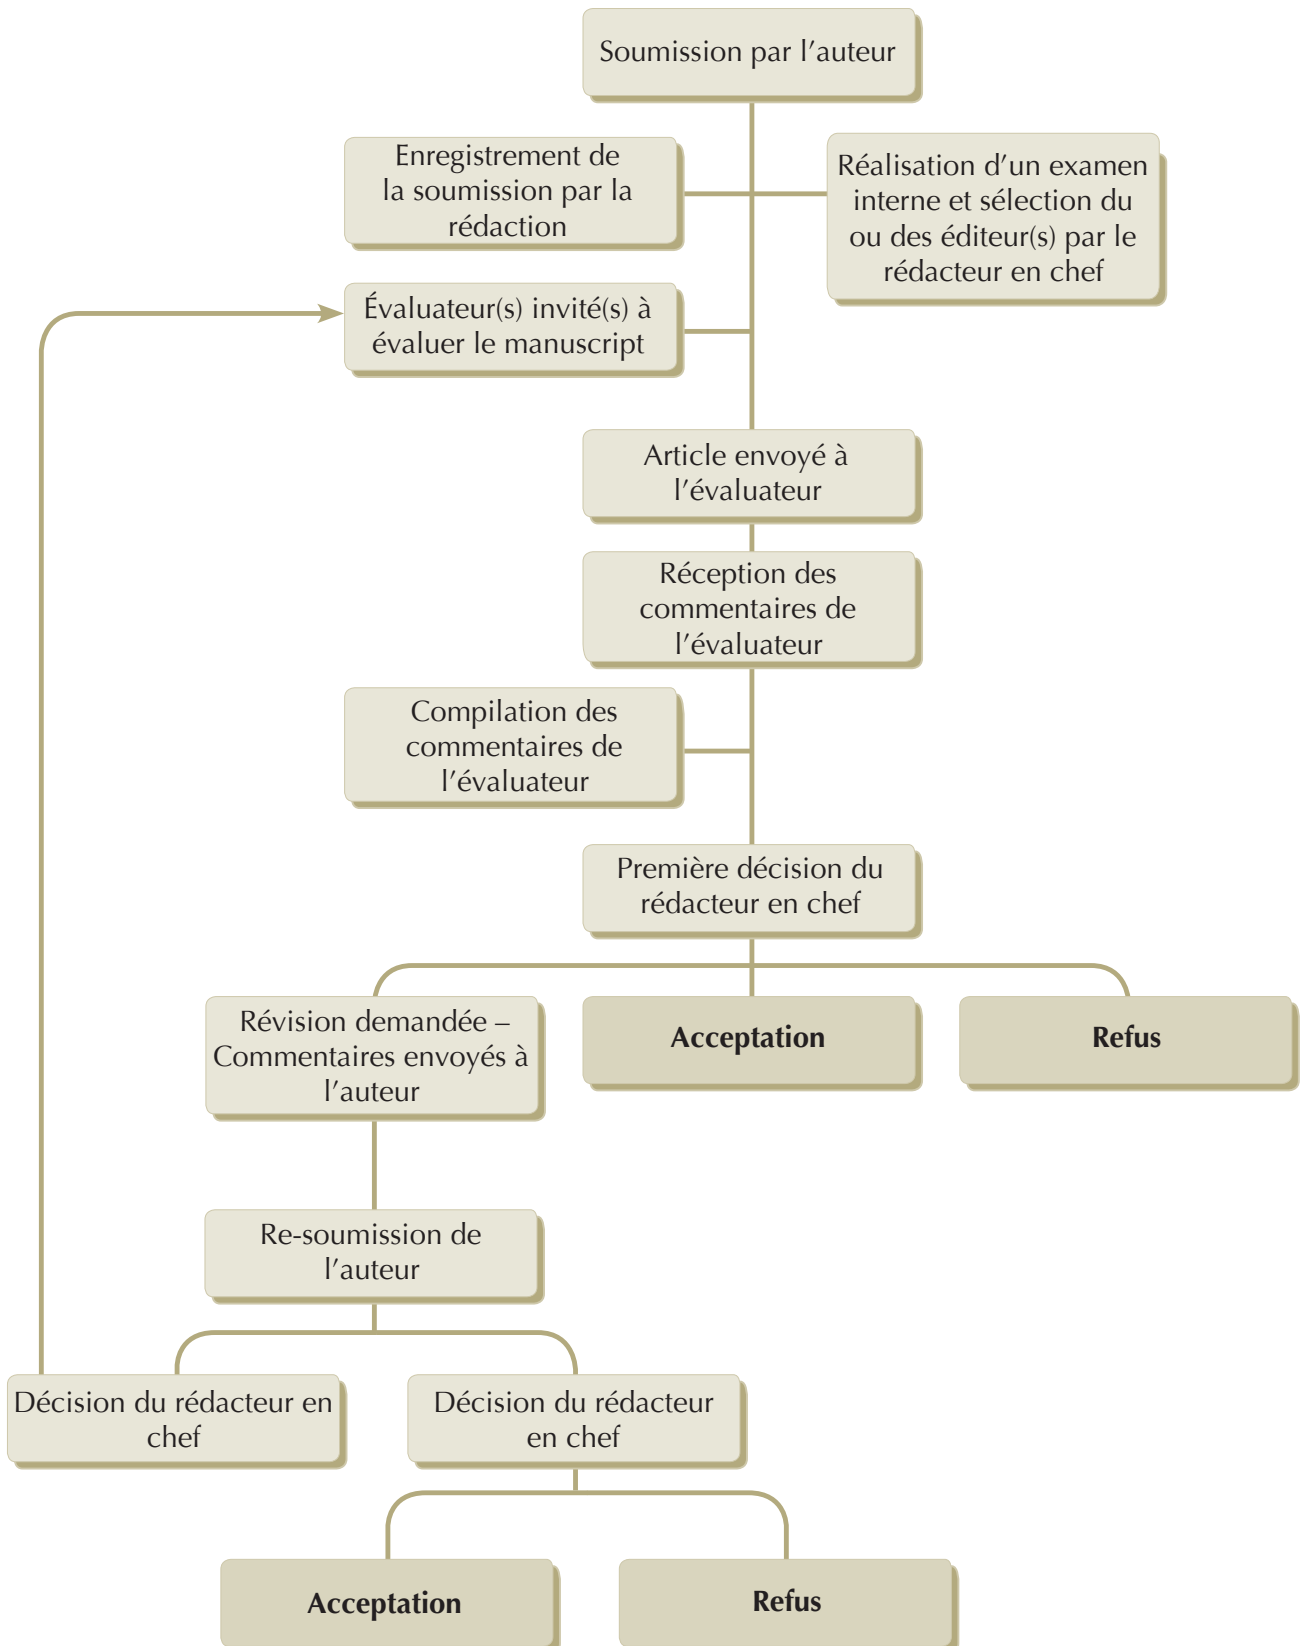 Soumission par l’auteur
Enregistrement de
la soumission par la
rédaction
Réalisation d’un examen
interne et sélection du
ou des éditeur(s) par le
rédacteur en chef
Évaluateur(s) invité(s) à
évaluer le manuscript
Article envoyé à
l’évaluateur
Réception des
commentaires de
l’évaluateur
Compilation des
commentaires de
l’évaluateur
Première décision du
rédacteur en chef
Révision demandée –
Commentaires envoyés à
l’auteur
Acceptation
Refus
Re-soumission de
l’auteur
Décision du rédacteur en
chef
Décision du rédacteur
en chef
Acceptation
Refus